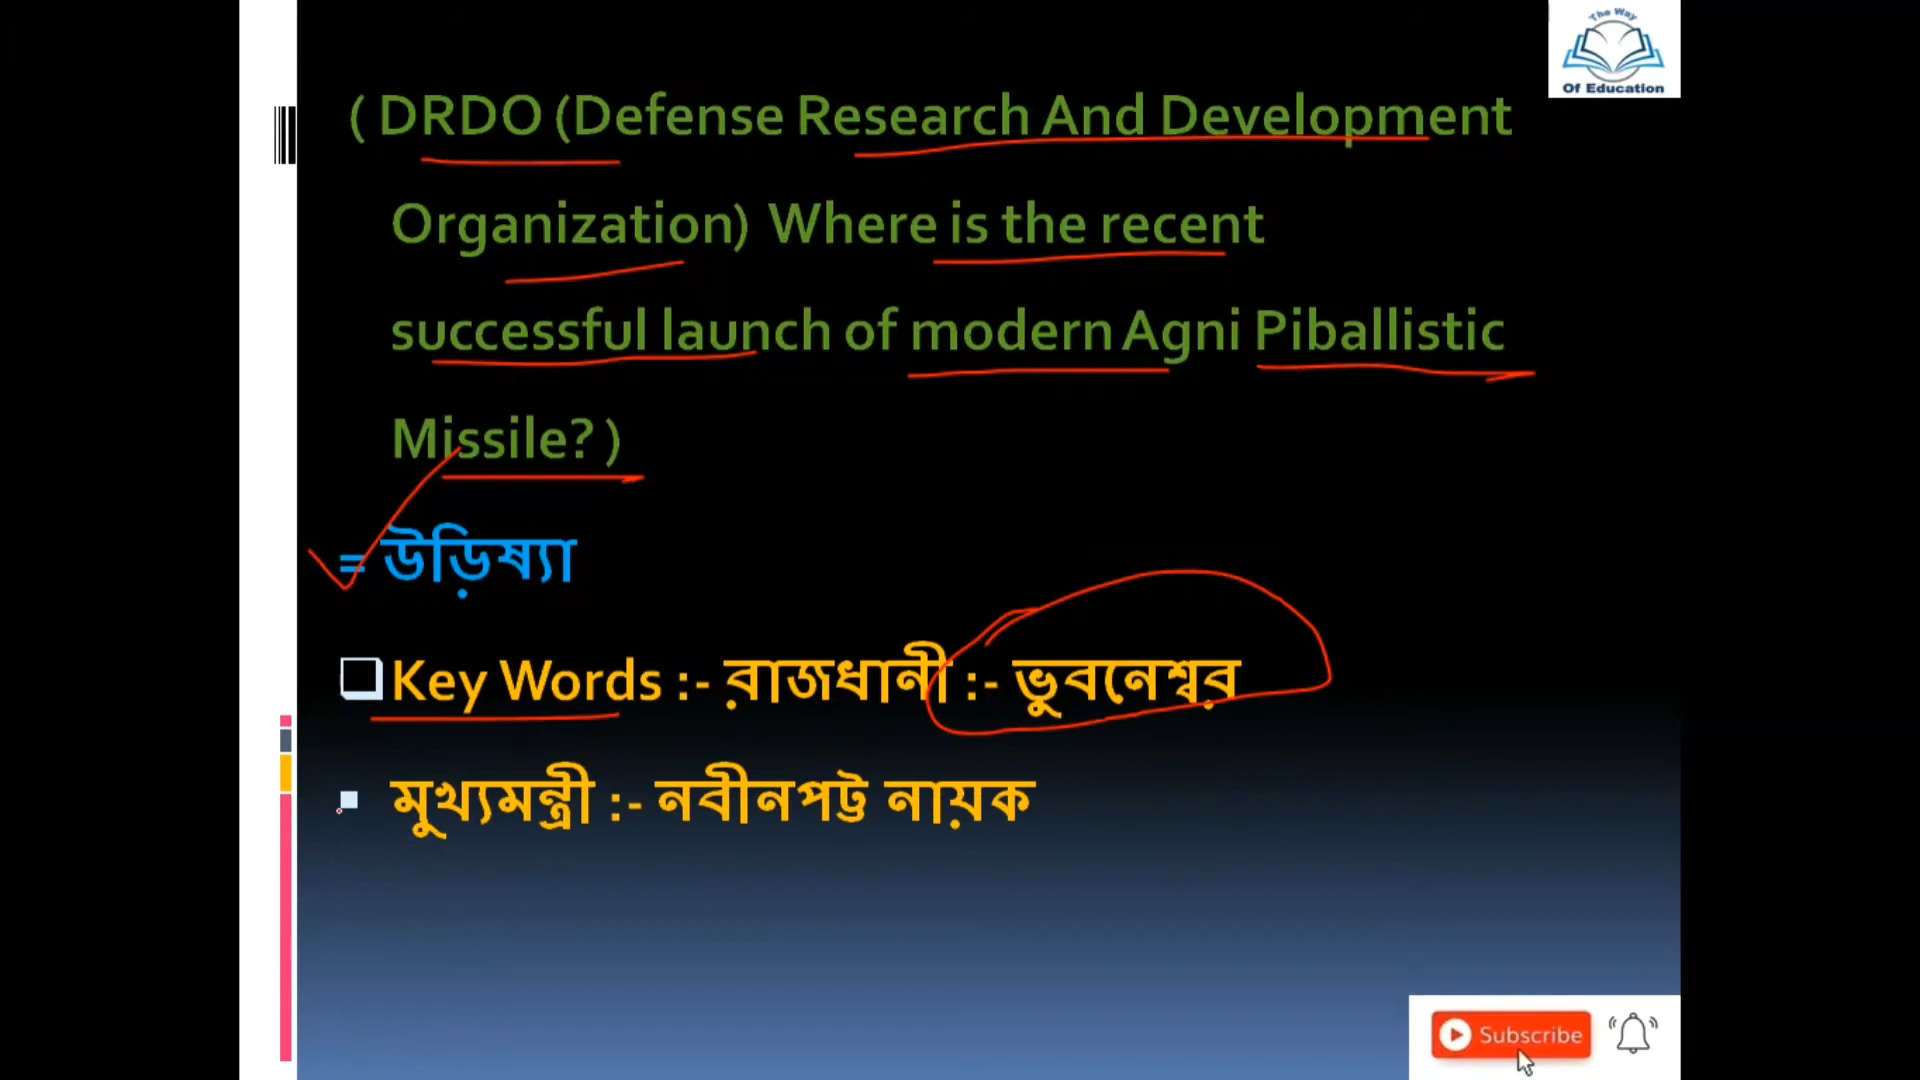 The Way
Of Education
( DRDO (Defense Research And Development
Organization) Where is the recent
successful launch of modern Agni Piballistic
Missile? )
= উড়িষ্যা
Key Words :- রাজধানী :- ভুবনেশ্বর
মুখ্যমন্ত্রী :- নবীনপট্ট নায়ক
Subscribe